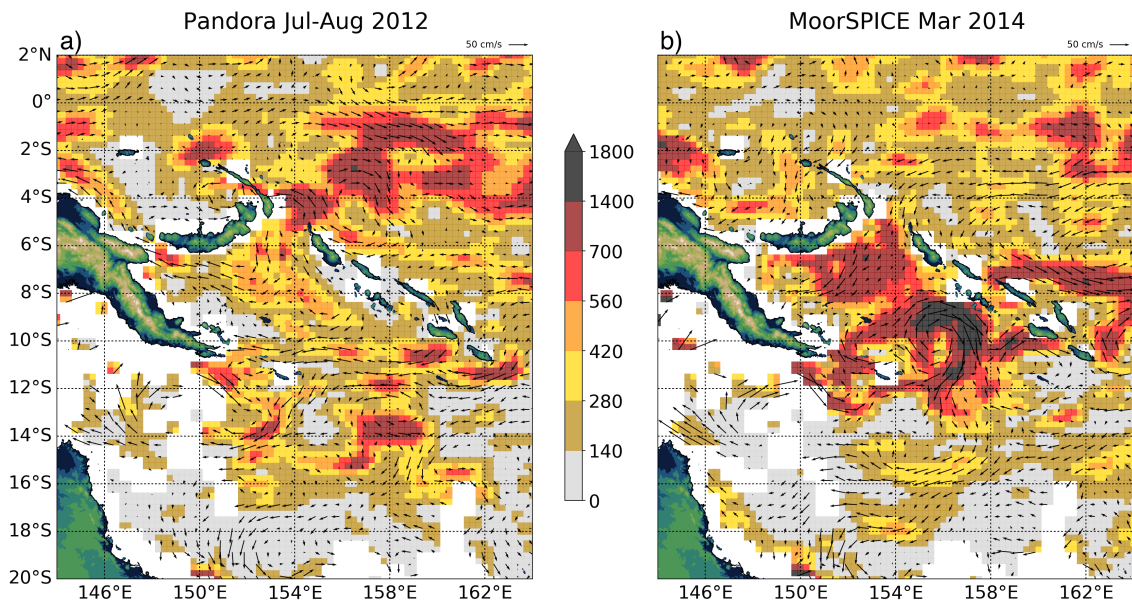 Pandora Jul-Aug 2012
MoorSPICE Mar 2014
a)
b)
50 cm/s
50 cm/s
2°N
0°
2°S
4°S
6°S
8°S
10°S
12°S
14°S
16°S
18°S
20°S
1800
1400
700
560
420
280
140
0
146°E
150°E
154°E
158°E
162°E
146°E
150°E
154°E
158°E
162°E